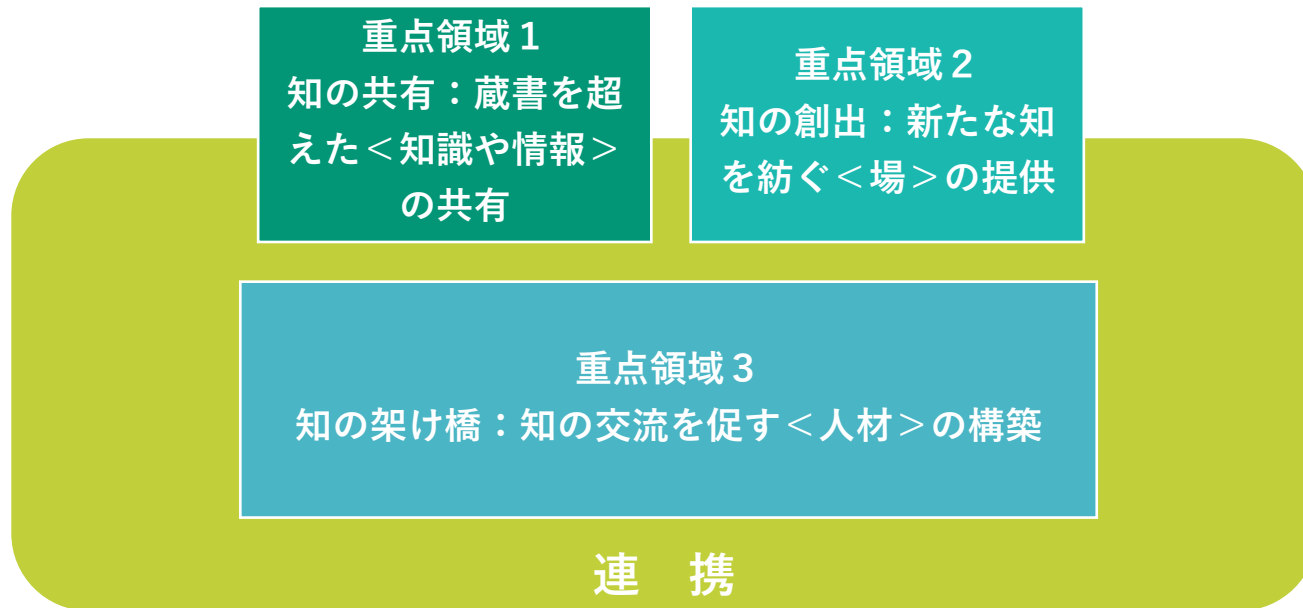 重点領域１
知の共有：蔵書を超
えた＜知識や情報＞
の共有
重点領域２
知の創出：新たな知
を紡ぐ＜場＞の提供
重点領域３
知の架け橋：知の交流を促す＜人材＞の構築
連　携